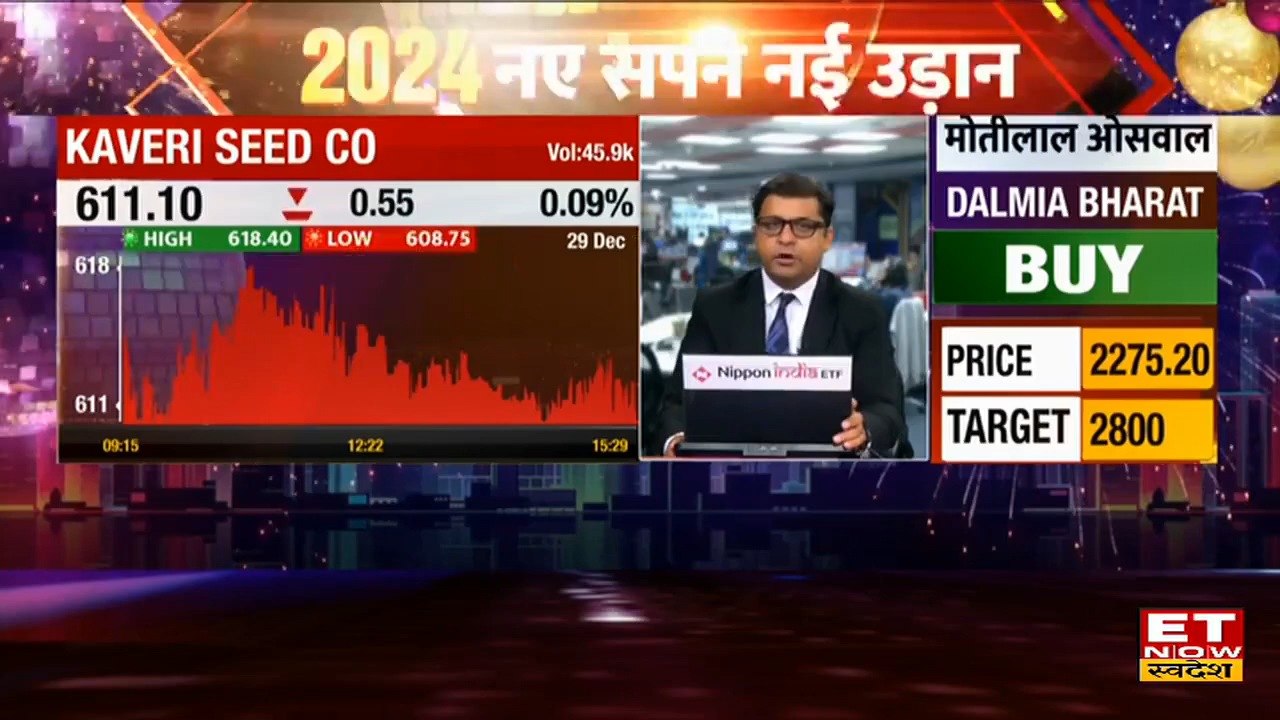 2024 नए सपने नई उड़ान
KAVERI SEED CO
Vol:45.9k
611.10 0.55 0.09%
HIGH 618.40 LOW 608.75 29 Dec
618
611
09:15 12:22 15:29
Nippon india ETF
मोतीलाल ओसवाल
DALMIA BHARAT
BUY
PRICE 2275.20
TARGET 2800
ET
NOW
स्वदेश